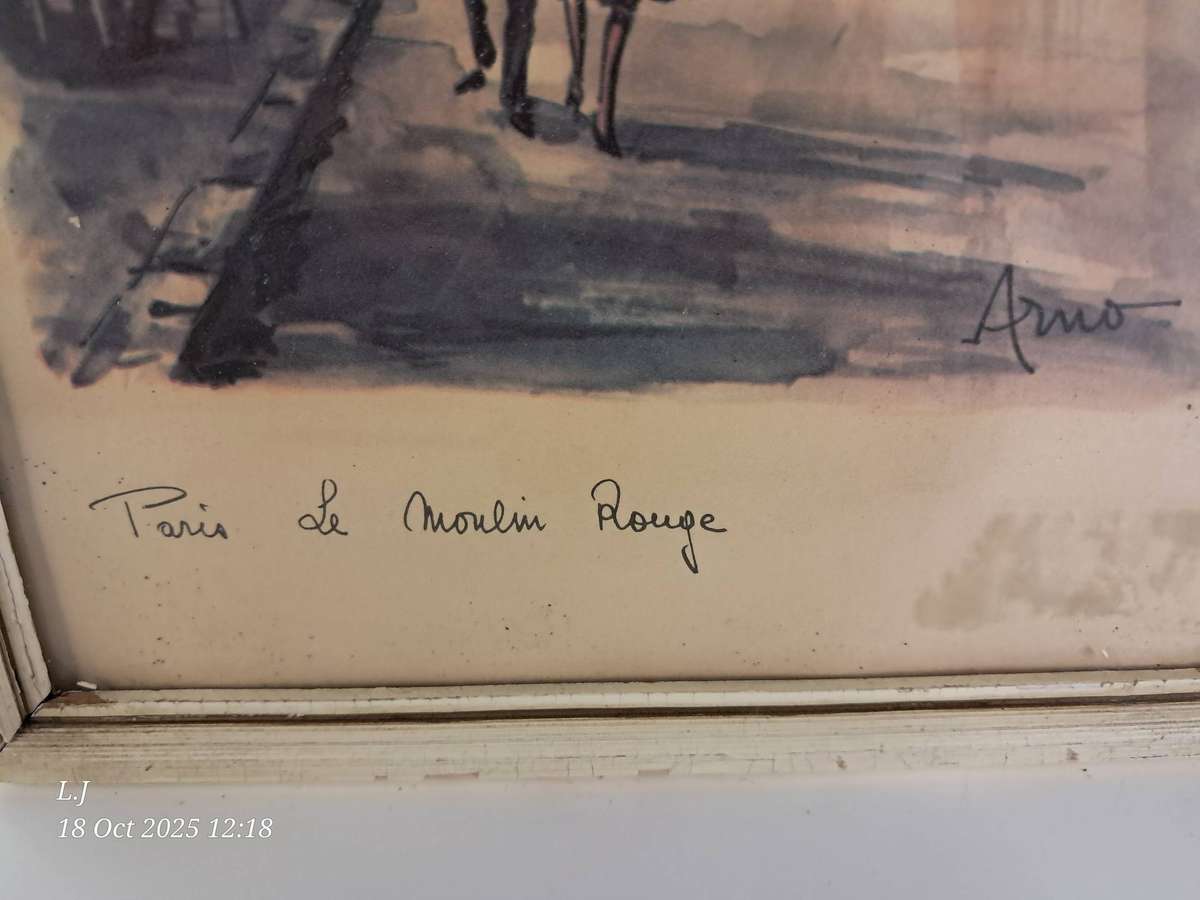 Arno
Paris Le Moulin Rouge
L.J
18 Oct 2025 12:18